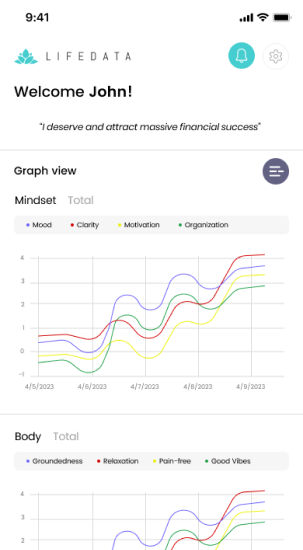 9:41
LIFEDATA
Welcome John!
"I deserve and attract massive financial success"
Graph view
Mindset Total
Mood Clarity Motivation Organization
4
3
2
1
0
-1
4/5/2023 4/6/2023 4/7/2023 4/8/2023 4/9/2023
Body Total
Groundedness Relaxation Pain-free Good Vibes
4
3
2